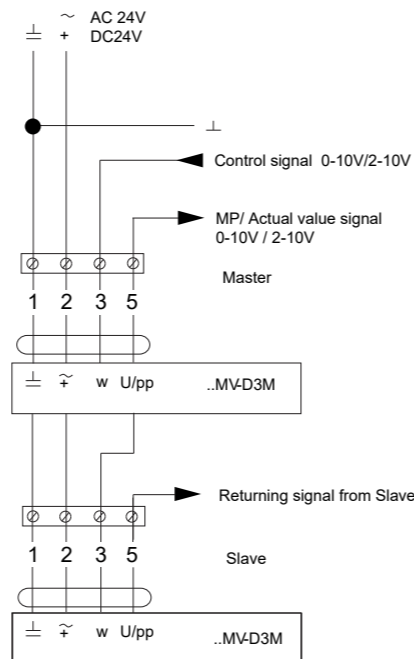 ~ AC 24V
⊥ + DC24V
⊥
Control signal 0-10V/2-10V
MP/ Actual value signal
0-10V / 2-10V
Master
1 2 3 5
⊥ ~+ w U/pp ..MV-D3M
Returning signal from Slave
1 2 3 5
Slave
⊥ ~+ w U/pp ..MV-D3M